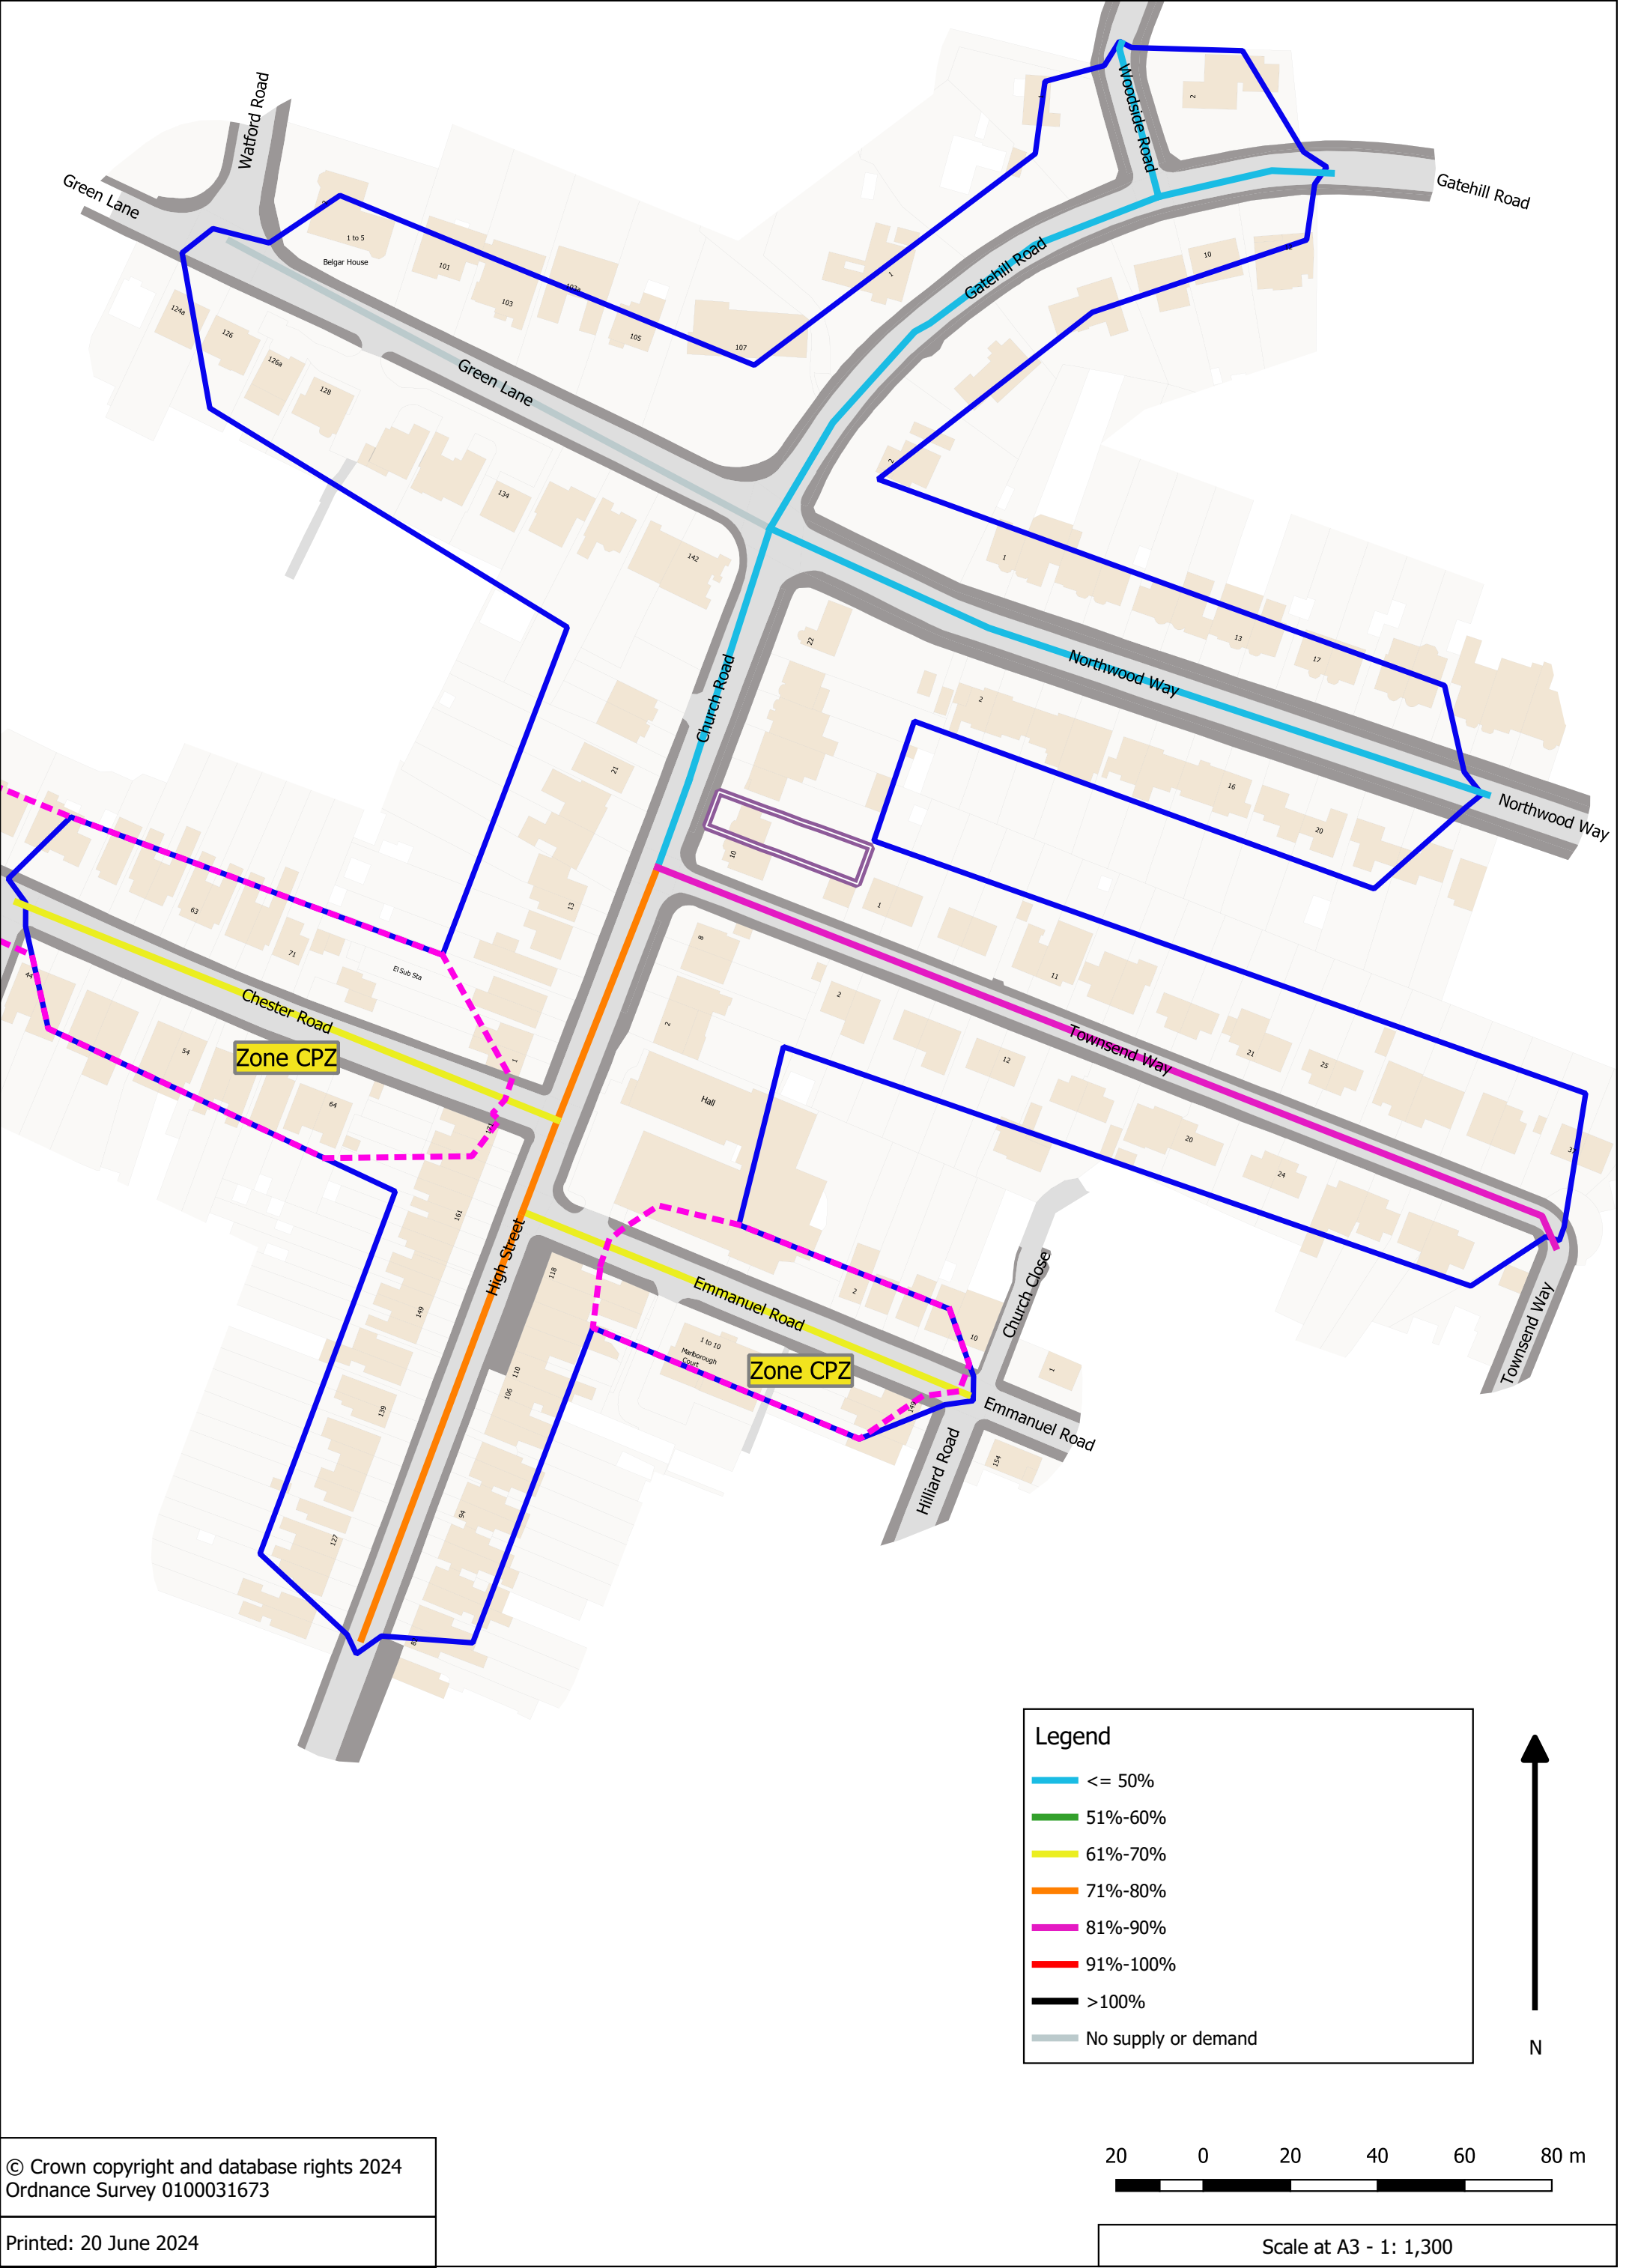 Watford Road
Green Lane
Woodside Road
2
Gatehill Road
1 to 5
Belgar House
101
103
103a
105
107
1
10
Gatehill Road
124a
126
126a
128
Green Lane
134
142
2
1
13
17
22
Church Road
Northwood Way
2
16
20
Northwood Way
21
13
10
1
11
21
25
63
71
El Sub Sta
44
54
64
Chester Road
Zone CPZ
1
8
2
2
12
Townsend Way
20
24
Hall
161
149
139
127
High Street
118
110
106
94
Emmanuel Road
1 to 10
Marlborough
Court
Zone CPZ
2
10
1
Church Close
Emmanuel Road
154
Hilliard Road
Townsend Way
Legend
<= 50%
51%-60%
61%-70%
71%-80%
81%-90%
91%-100%
>100%
No supply or demand
N
20 0 20 40 60 80 m
Scale at A3 - 1: 1,300
© Crown copyright and database rights 2024
Ordnance Survey 0100031673
Printed: 20 June 2024